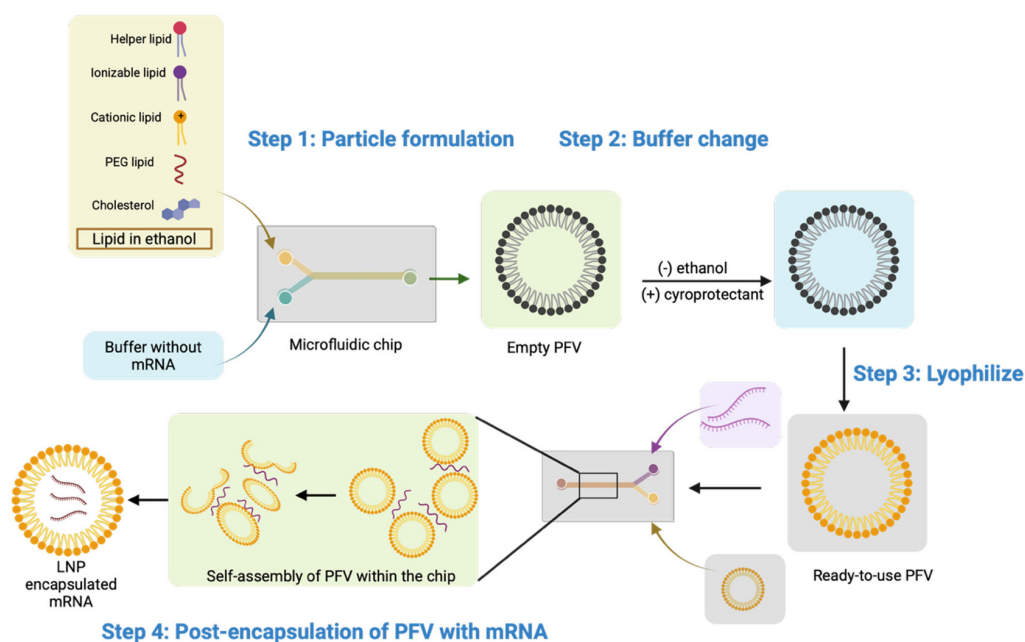 Helper lipid
Ionizable lipid
Cationic lipid
+
PEG lipid
Cholesterol
Lipid in ethanol
Step 1: Particle formulation
Step 2: Buffer change
Buffer without
mRNA
Microfluidic chip
Empty PFV
(-) ethanol
(+) cyroprotectant
Step 3: Lyophilize
Ready-to-use PFV
Self-assembly of PFV within the chip
LNP
encapsulated
mRNA
Step 4: Post-encapsulation of PFV with mRNA